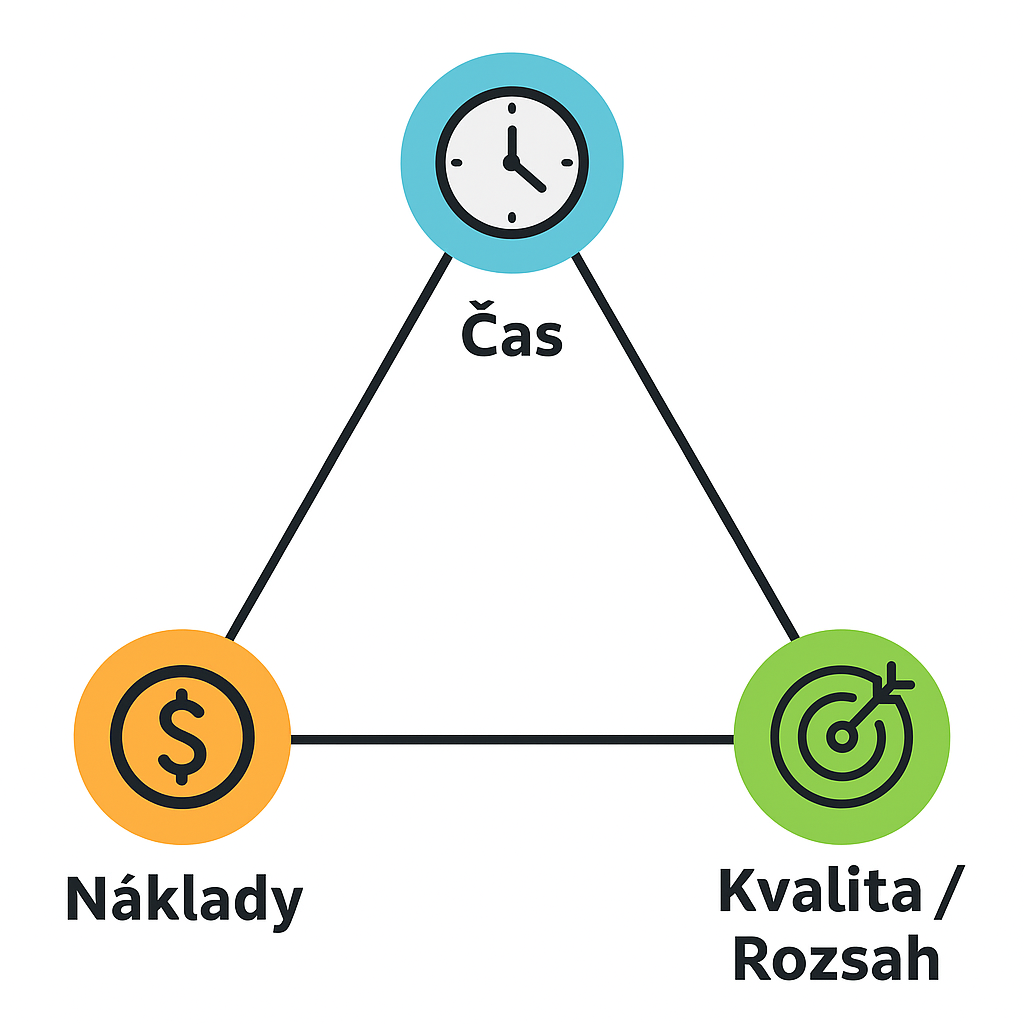 Čas
$
Náklady
Kvalita /
Rozsah